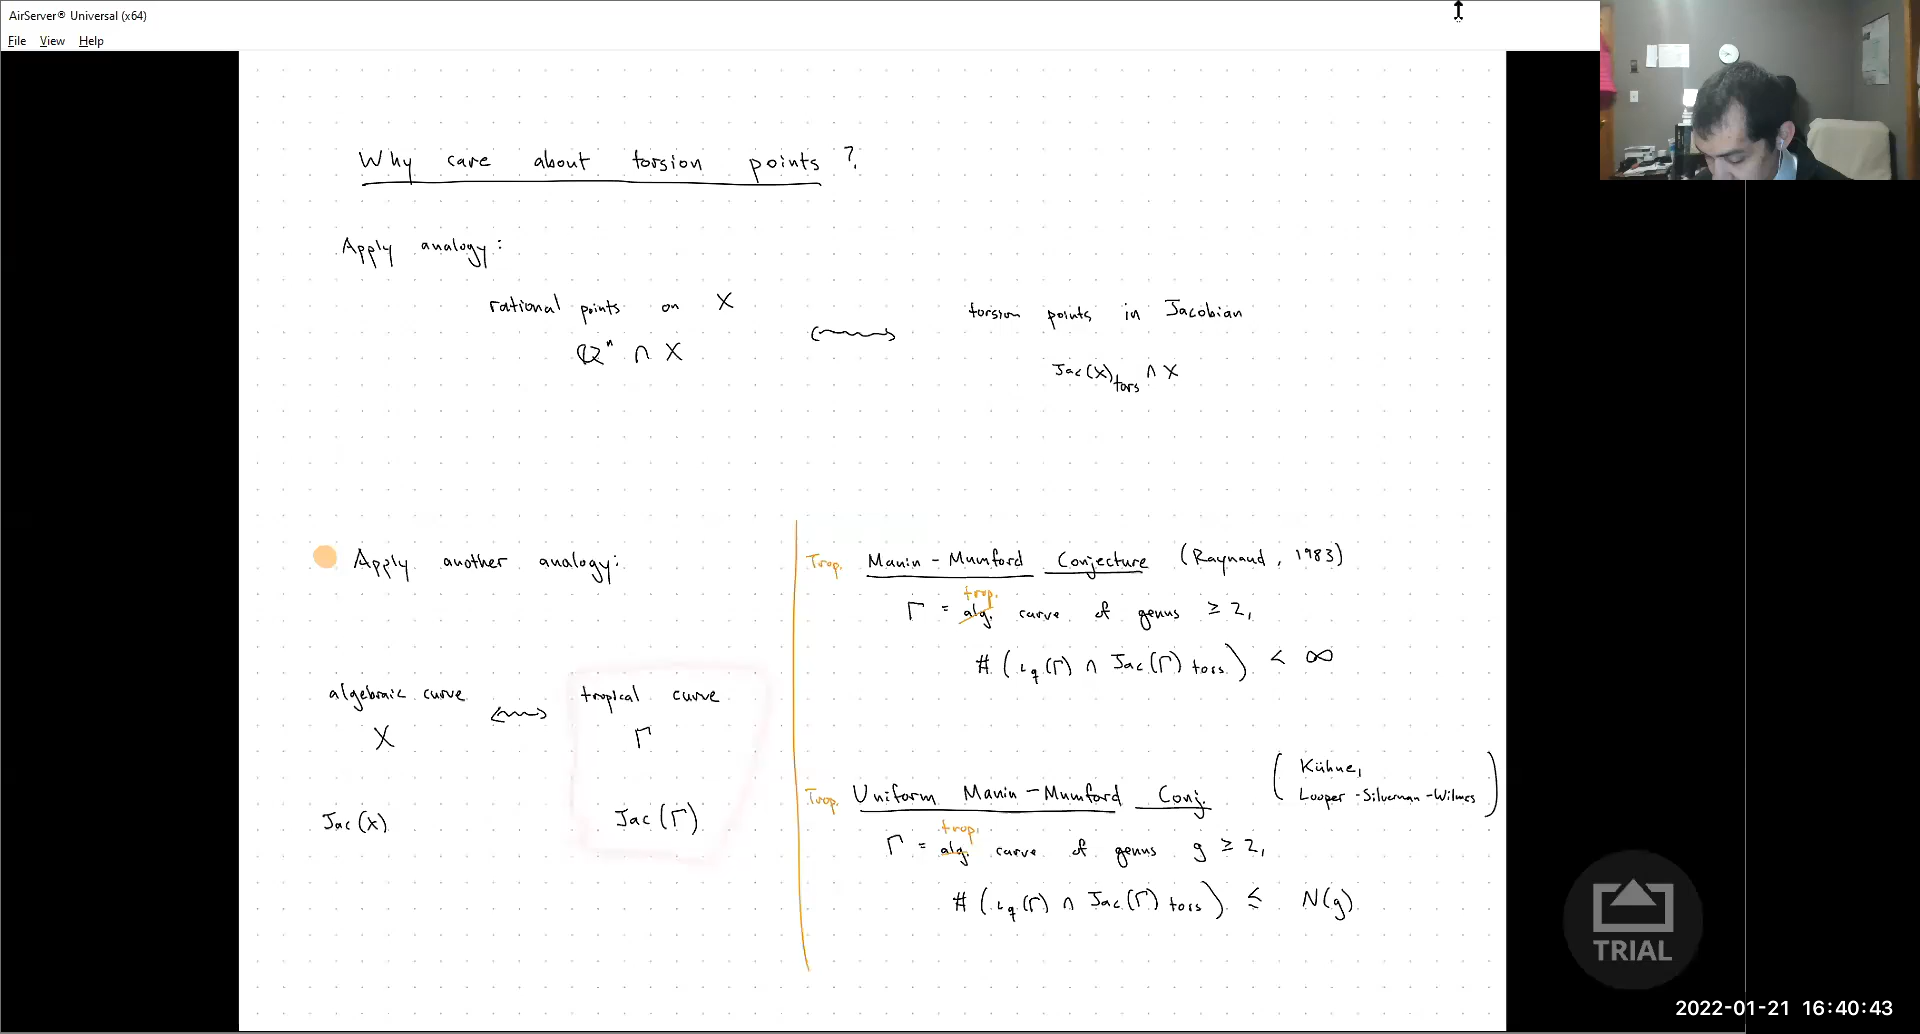 AirServer® Universal (x64)
File View Help
Why care about torsion points ?
Apply analogy:
rational points on X
torsion points in Jacobian
ℚⁿ ∩ X
Jac(X)tors ∩ X
Apply another analogy:
Trop. Manin-Mumford Conjecture (Raynaud, 1983)
trop.
Γ = alg. curve of genus ≥ 2,
# (ιq(Γ) ∩ Jac(Γ) tors) < ∞
algebraic curve
tropical curve
X
Γ
Jac(X)
Jac(Γ)
Trop. Uniform Manin-Mumford Conj.
(Kühne,
Looper-Silverman-Wilmes)
trop.
Γ = alg. curve of genus g ≥ 2,
# (ιq(Γ) ∩ Jac(Γ) tors) ≤ N(g)
TRIAL
2022-01-21 16:40:43